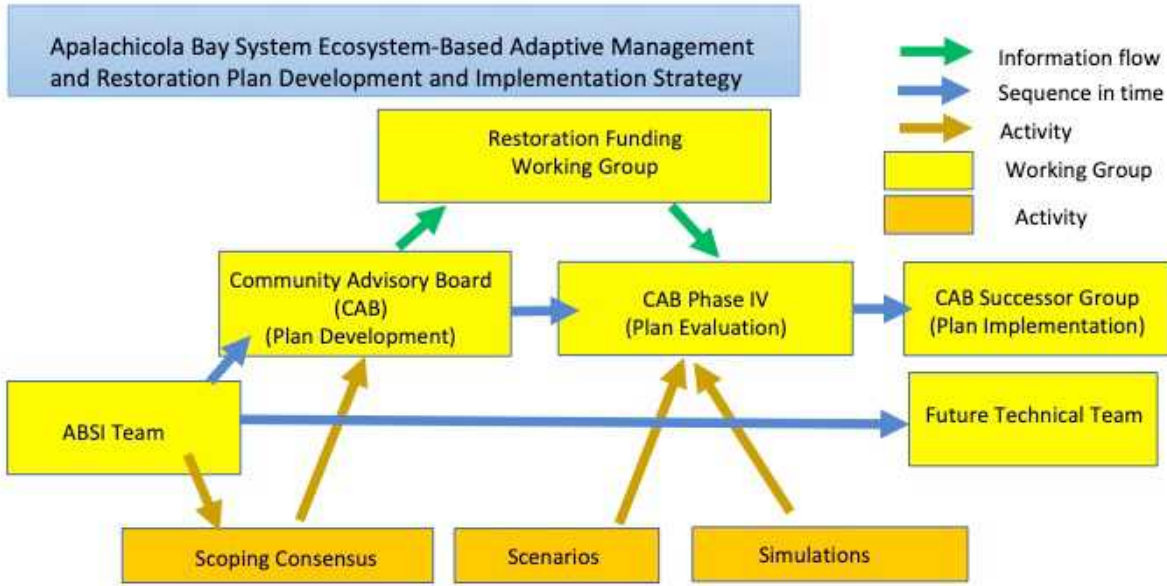 Apalachicola Bay System Ecosystem-Based Adaptive Management
and Restoration Plan Development and Implementation Strategy
Information flow
Sequence in time
Activity
Working Group
Activity
Restoration Funding
Working Group
Community Advisory Board
(CAB)
(Plan Development)
CAB Phase IV
(Plan Evaluation)
CAB Successor Group
(Plan Implementation)
ABSI Team
Future Technical Team
Scoping Consensus
Scenarios
Simulations